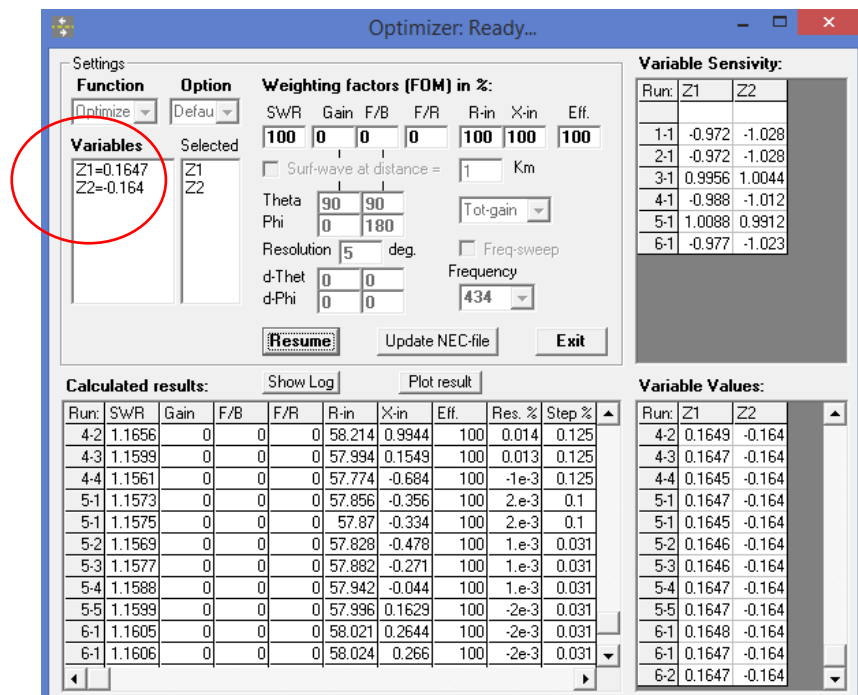 Optimizer: Ready...
Settings
Function Option Weighting factors (FOM) in %:
Optimize Defau
SWR Gain F/B F/R R-in X-in Eff.
100 0 0 0 100 100 100
Variables Selected
Z1=0.1647 Z1
Z2=-0.164 Z2
Surf-wave at distance = 1 Km
Theta 90 90
Phi 0 180
Tot-gain
Resolution 5 deg.
Freq-sweep
d-Thet 0 0
d-Phi 0 0
Frequency
434
Resume Update NEC-file Exit
Variable Sensivity:
Run: Z1 Z2
1-1 -0.972 -1.028
2-1 -0.972 -1.028
3-1 0.9956 1.0044
4-1 -0.988 -1.012
5-1 1.0088 0.9912
6-1 -0.977 -1.023
Calculated results: Show Log Plot result
Run: SWR Gain F/B F/R R-in X-in Eff. Res. % Step %
4-2 1.1656 0 0 0 58.214 0.9944 100 0.014 0.125
4-3 1.1599 0 0 0 57.994 0.1549 100 0.013 0.125
4-4 1.1561 0 0 0 57.774 -0.684 100 -1e-3 0.125
5-1 1.1573 0 0 0 57.856 -0.356 100 2.e-3 0.1
5-1 1.1575 0 0 0 57.87 -0.334 100 2.e-3 0.1
5-2 1.1569 0 0 0 57.828 -0.478 100 1.e-3 0.031
5-3 1.1577 0 0 0 57.882 -0.271 100 1.e-3 0.031
5-4 1.1588 0 0 0 57.942 -0.044 100 1.e-3 0.031
5-5 1.1599 0 0 0 57.996 0.1629 100 -2e-3 0.031
6-1 1.1605 0 0 0 58.021 0.2644 100 -2e-3 0.031
6-1 1.1606 0 0 0 58.024 0.266 100 -2e-3 0.031
Variable Values:
Run: Z1 Z2
4-2 0.1649 -0.164
4-3 0.1647 -0.164
4-4 0.1645 -0.164
5-1 0.1647 -0.164
5-1 0.1645 -0.164
5-2 0.1646 -0.164
5-3 0.1646 -0.164
5-4 0.1647 -0.164
5-5 0.1647 -0.164
6-1 0.1648 -0.164
6-1 0.1647 -0.164
6-2 0.1647 -0.164